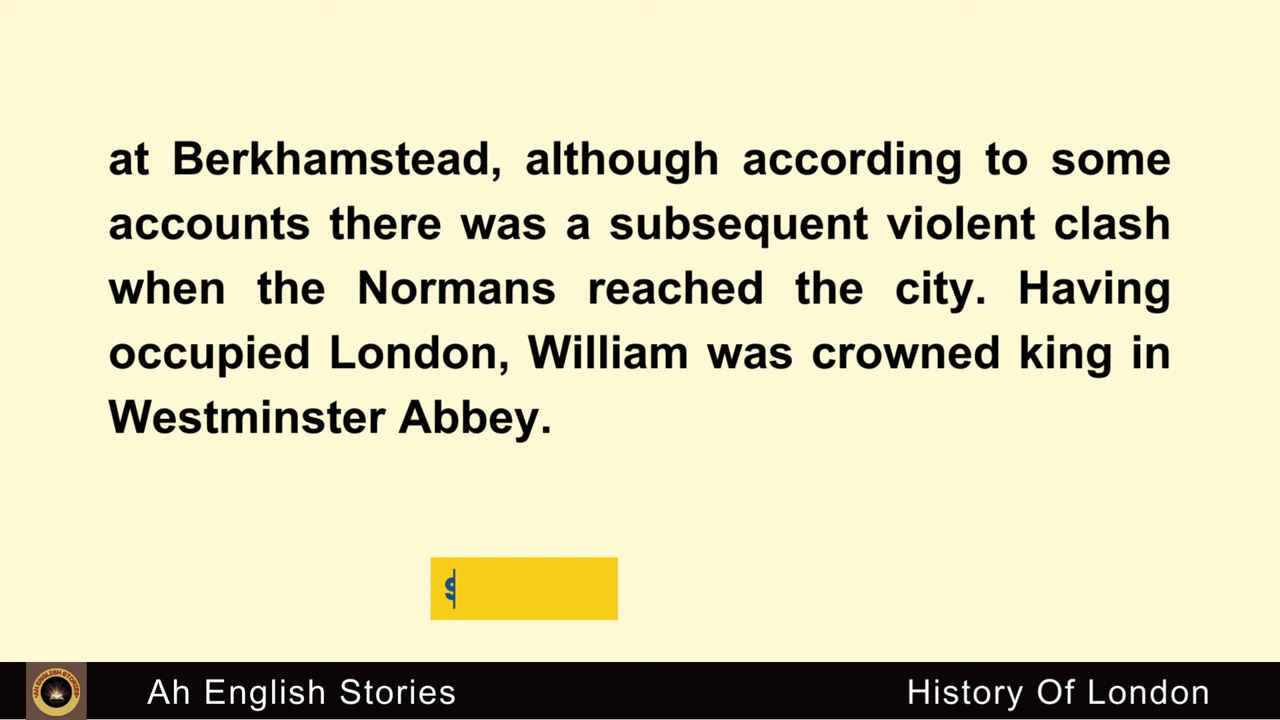 at Berkhamstead, although according to some
accounts there was a subsequent violent clash
when the Normans reached the city. Having
occupied London, William was crowned king in
Westminster Abbey.
Ah English Stories
History Of London